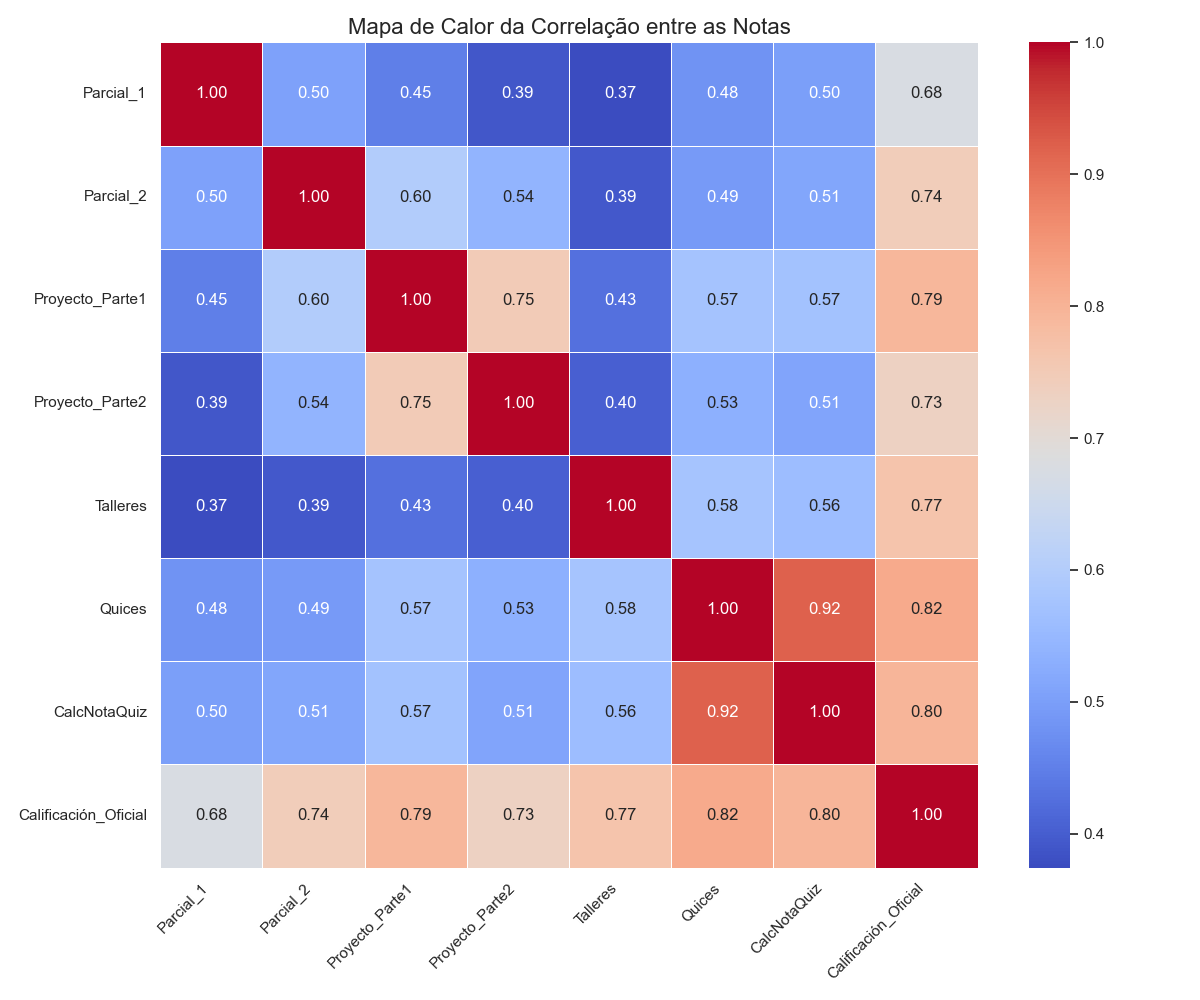 Mapa de Calor da Correlação entre as Notas
Parcial_1 1.00 0.50 0.45 0.39 0.37 0.48 0.50 0.68
Parcial_2 0.50 1.00 0.60 0.54 0.39 0.49 0.51 0.74
Proyecto_Parte1 0.45 0.60 1.00 0.75 0.43 0.57 0.57 0.79
Proyecto_Parte2 0.39 0.54 0.75 1.00 0.40 0.53 0.51 0.73
Talleres 0.37 0.39 0.43 0.40 1.00 0.58 0.56 0.77
Quices 0.48 0.49 0.57 0.53 0.58 1.00 0.92 0.82
CalcNotaQuiz 0.50 0.51 0.57 0.51 0.56 0.92 1.00 0.80
Calificación_Oficial 0.68 0.74 0.79 0.73 0.77 0.82 0.80 1.00
Parcial_1
Parcial_2
Proyecto_Parte1
Proyecto_Parte2
Talleres
Quices
CalcNotaQuiz
Calificación_Oficial
1.0
0.9
0.8
0.7
0.6
0.5
0.4